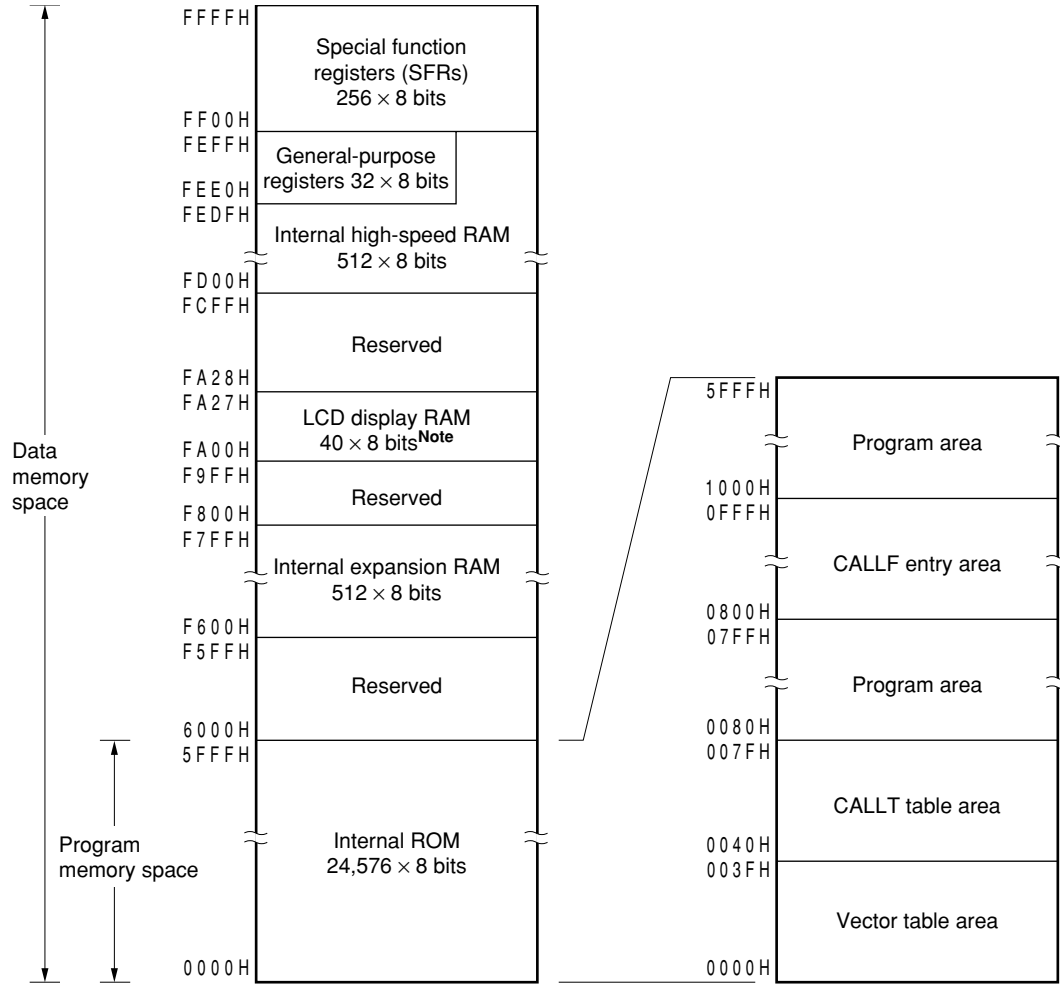 FFFFH
Special function
registers (SFRs)
256 × 8 bits
FF00H
FEFFH
General-purpose
registers 32 × 8 bits
FEE0H
FEDFH
Internal high-speed RAM
512 × 8 bits
FD00H
FCFFH
Reserved
FA28H
FA27H
LCD display RAM
40 × 8 bitsNote
FA00H
F9FFH
Reserved
F800H
F7FFH
Internal expansion RAM
512 × 8 bits
F600H
F5FFH
Reserved
6000H
5FFFH
Internal ROM
24,576 × 8 bits
0000H
Data
memory
space
Program
memory space
5FFFH
Program area
1000H
0FFFH
CALLF entry area
0800H
07FFH
Program area
0080H
007FH
CALLT table area
0040H
003FH
Vector table area
0000H